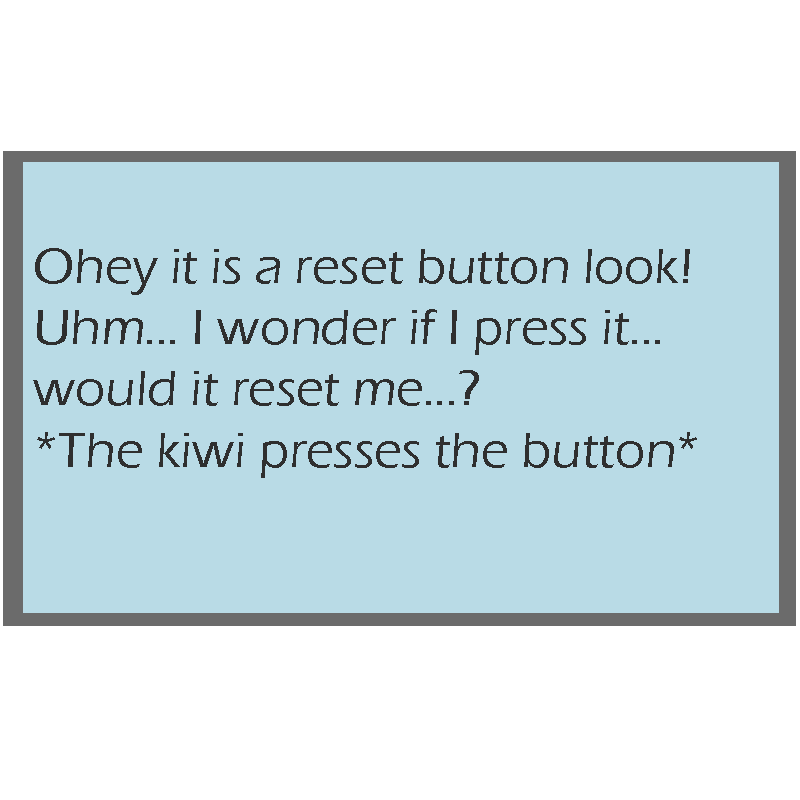 Ohey it is a reset button look!
Uhm... I wonder if I press it...
would it reset me...?
*The kiwi presses the button*